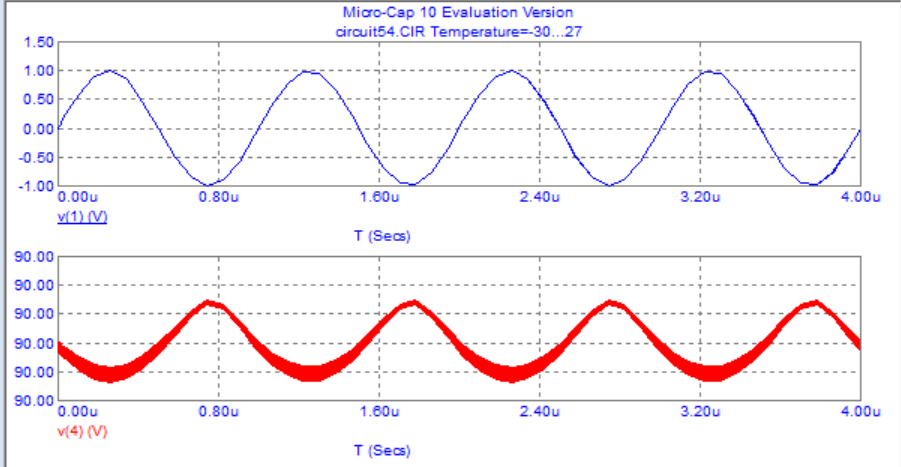 Micro-Cap 10 Evaluation Version
circuit54.CIR Temperature=-30...27
1.50
1.00
0.50
0.00
-0.50
-1.00
0.00u 0.80u 1.60u 2.40u 3.20u 4.00u
v(1) (V)
T (Secs)
90.00
90.00
90.00
90.00
90.00
90.00
0.00u 0.80u 1.60u 2.40u 3.20u 4.00u
v(4) (V)
T (Secs)